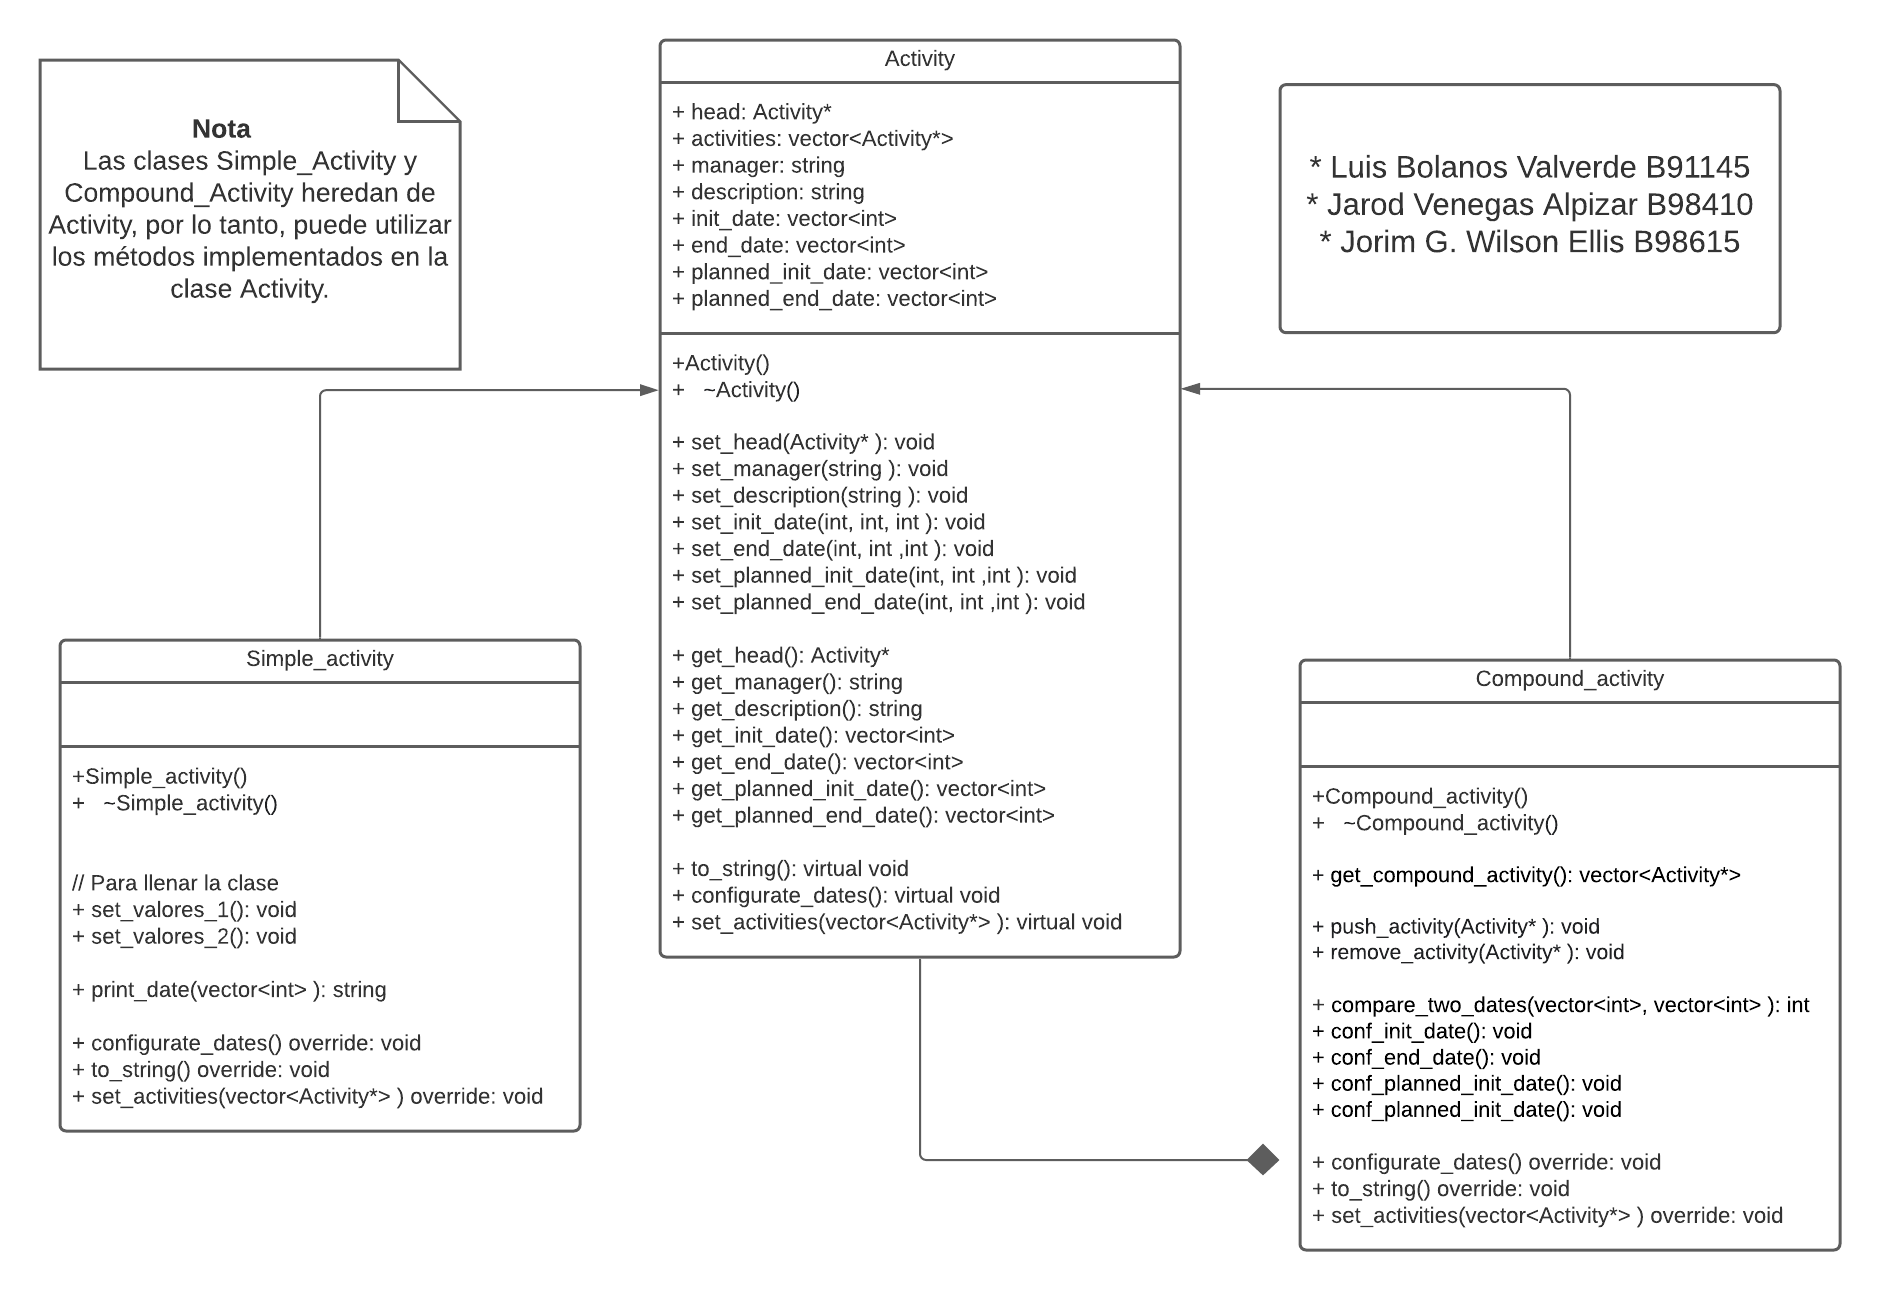 Nota
Las clases Simple_Activity y
Compound_Activity heredan de
Activity, por lo tanto, puede utilizar
los métodos implementados en la
clase Activity.
Activity
+ head: Activity*
+ activities: vector<Activity*>
+ manager: string
+ description: string
+ init_date: vector<int>
+ end_date: vector<int>
+ planned_init_date: vector<int>
+ planned_end_date: vector<int>
+Activity()
+   ~Activity()
+ set_head(Activity* ): void
+ set_manager(string ): void
+ set_description(string ): void
+ set_init_date(int, int, int ): void
+ set_end_date(int, int ,int ): void
+ set_planned_init_date(int, int ,int ): void
+ set_planned_end_date(int, int ,int ): void
+ get_head(): Activity*
+ get_manager(): string
+ get_description(): string
+ get_init_date(): vector<int>
+ get_end_date(): vector<int>
+ get_planned_init_date(): vector<int>
+ get_planned_end_date(): vector<int>
+ to_string(): virtual void
+ configurate_dates(): virtual void
+ set_activities(vector<Activity*> ): virtual void
* Luis Bolanos Valverde B91145
* Jarod Venegas Alpizar B98410
* Jorim G. Wilson Ellis B98615
Simple_activity
+Simple_activity()
+   ~Simple_activity()
// Para llenar la clase
+ set_valores_1(): void
+ set_valores_2(): void
+ print_date(vector<int> ): string
+ configurate_dates() override: void
+ to_string() override: void
+ set_activities(vector<Activity*> ) override: void
Compound_activity
+Compound_activity()
+   ~Compound_activity()
+ get_compound_activity(): vector<Activity*>
+ push_activity(Activity* ): void
+ remove_activity(Activity* ): void
+ compare_two_dates(vector<int>, vector<int> ): int
+ conf_init_date(): void
+ conf_end_date(): void
+ conf_planned_init_date(): void
+ conf_planned_init_date(): void
+ configurate_dates() override: void
+ to_string() override: void
+ set_activities(vector<Activity*> ) override: void